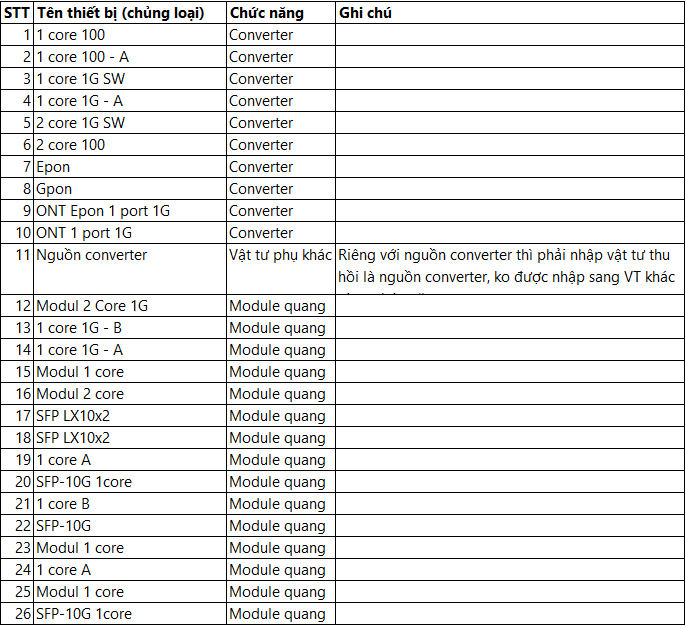 STT Tên thiết bị (chủng loại) Chức năng Ghi chú
1 1 core 100 Converter
2 1 core 100 - A Converter
3 1 core 1G SW Converter
4 1 core 1G - A Converter
5 2 core 1G SW Converter
6 2 core 100 Converter
7 Epon Converter
8 Gpon Converter
9 ONT Epon 1 port 1G Converter
10 ONT 1 port 1G Converter
11 Nguồn converter Vật tư phụ khác Riêng với nguồn converter thì phải nhập vật tư thu
hồi là nguồn converter, ko được nhập sang VT khác
12 Modul 2 Core 1G Module quang
13 1 core 1G - B Module quang
14 1 core 1G - A Module quang
15 Modul 1 core Module quang
16 Modul 2 core Module quang
17 SFP LX10x2 Module quang
18 SFP LX10x2 Module quang
19 1 core A Module quang
20 SFP-10G 1core Module quang
21 1 core B Module quang
22 SFP-10G Module quang
23 Modul 1 core Module quang
24 1 core A Module quang
25 Modul 1 core Module quang
26 SFP-10G 1core Module quang